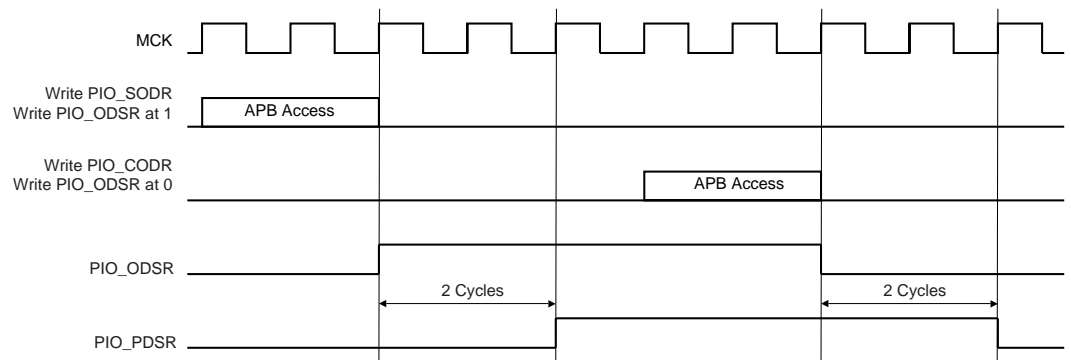 MCK
Write PIO_SODR
Write PIO_ODSR at 1
APB Access
Write PIO_CODR
Write PIO_ODSR at 0
APB Access
PIO_ODSR
2 Cycles
2 Cycles
PIO_PDSR